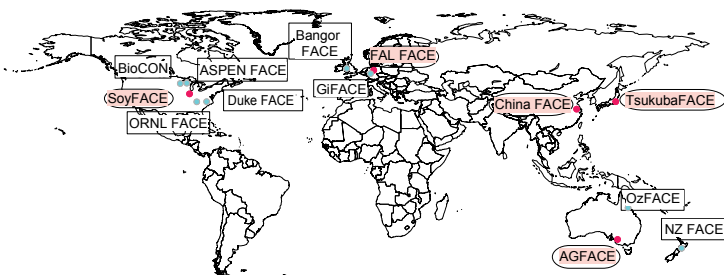 Bangor
FACE
FAL FACE
BioCON
ASPEN FACE
GiFACE
SoyFACE
Duke FACE
China FACE
TsukubaFACE
ORNL FACE
OzFACE
NZ FACE
AGFACE